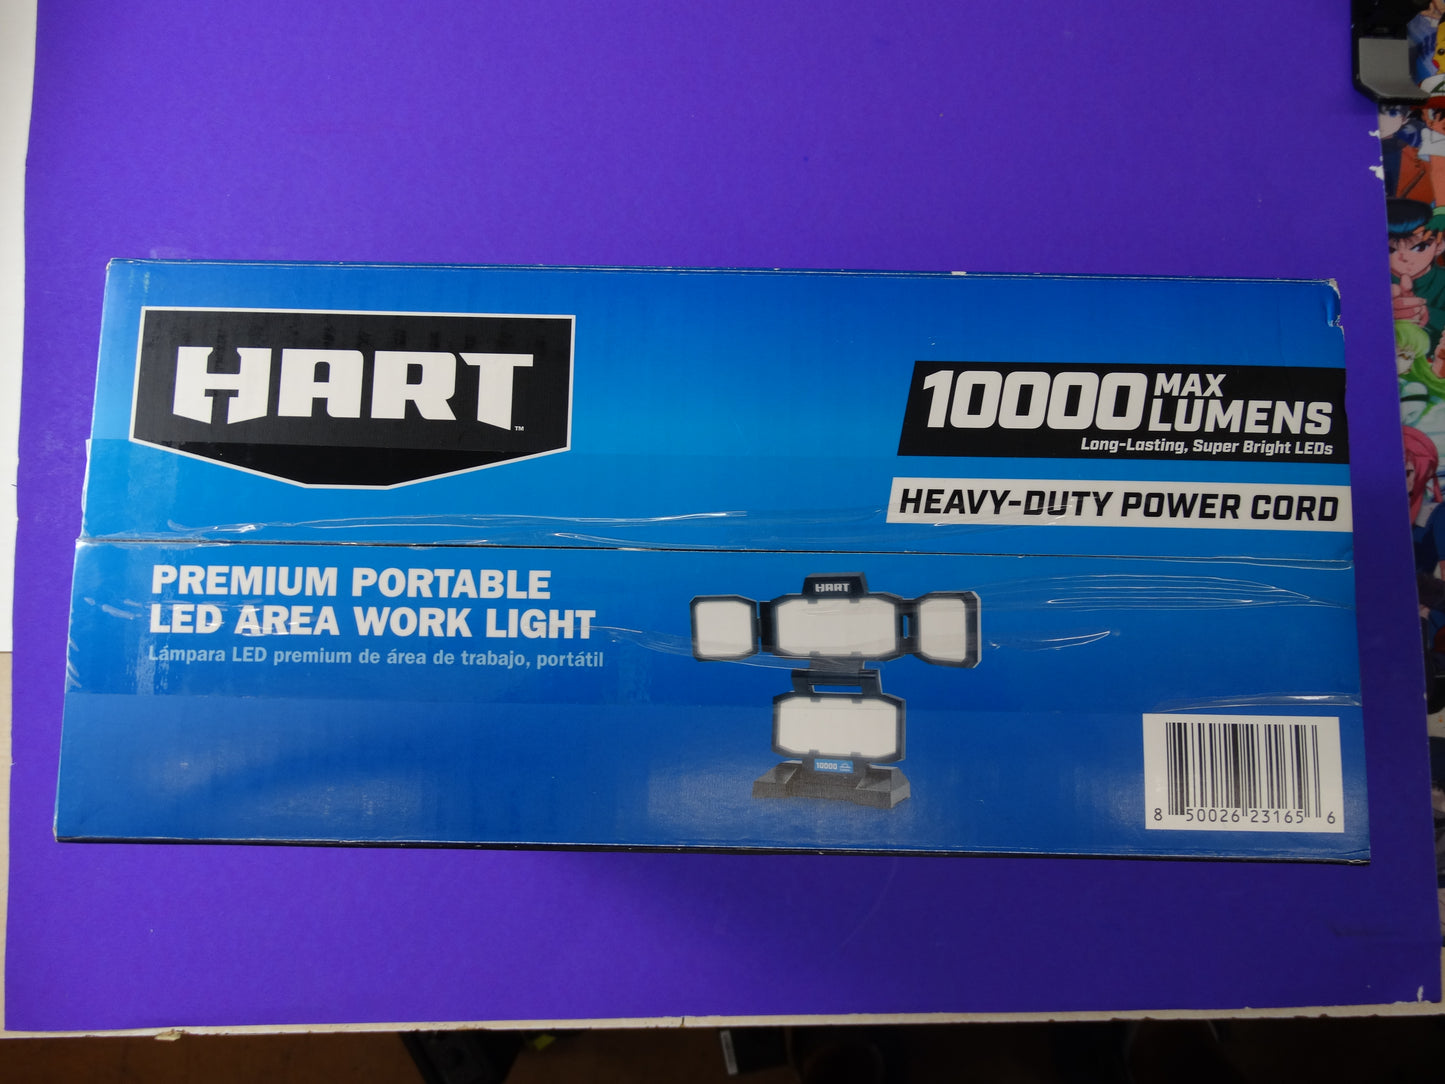 HART™
10000 MAX LUMENS
Long-Lasting, Super Bright LEDs
HEAVY-DUTY POWER CORD
PREMIUM PORTABLE
LED AREA WORK LIGHT
Lámpara LED premium de área de trabajo, portátil
HART
10000
8 50026 23165 6